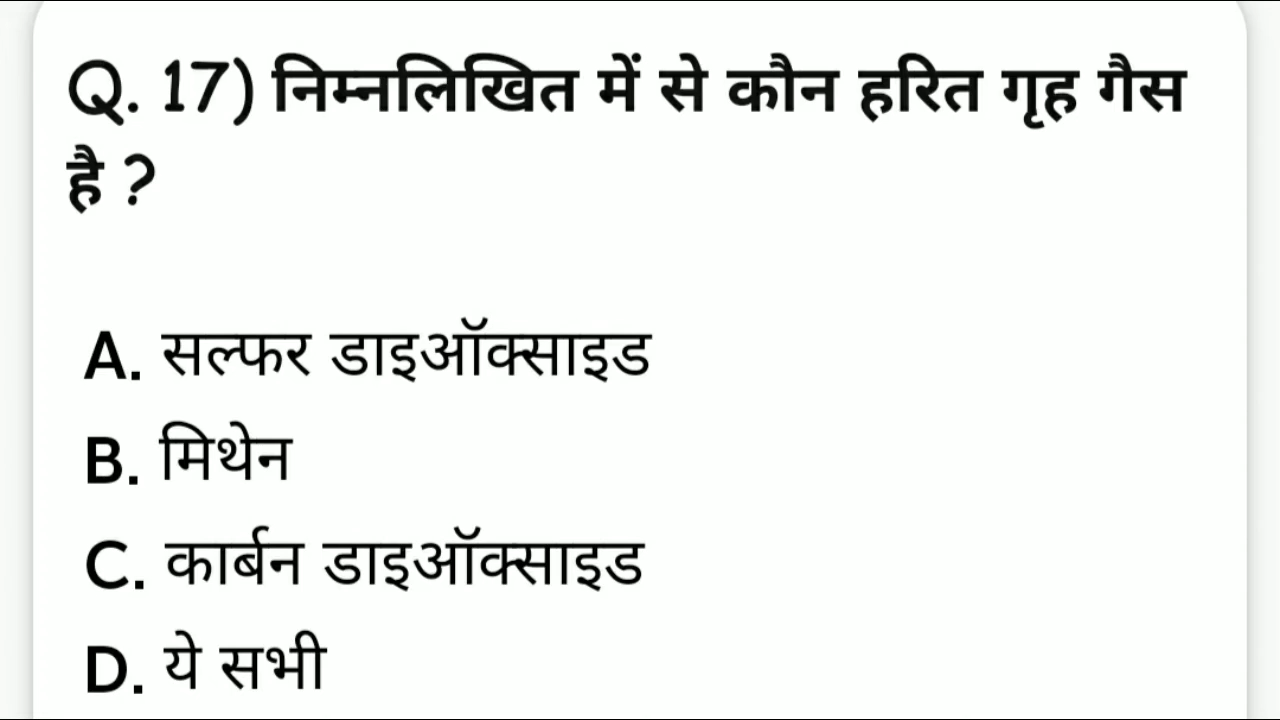 Q. 17) निम्नलिखित में से कौन हरित गृह गैस
है ?
A. सल्फर डाइऑक्साइड
B. मिथेन
C. कार्बन डाइऑक्साइड
D. ये सभी